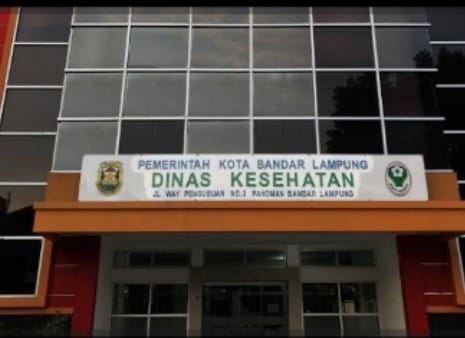 PEMERINTAH KOTA BANDAR LAMPUNG
DINAS KESEHATAN
JL. WAY PENGUBUAN NO.3 PAHOMAN BANDAR LAMPUNG